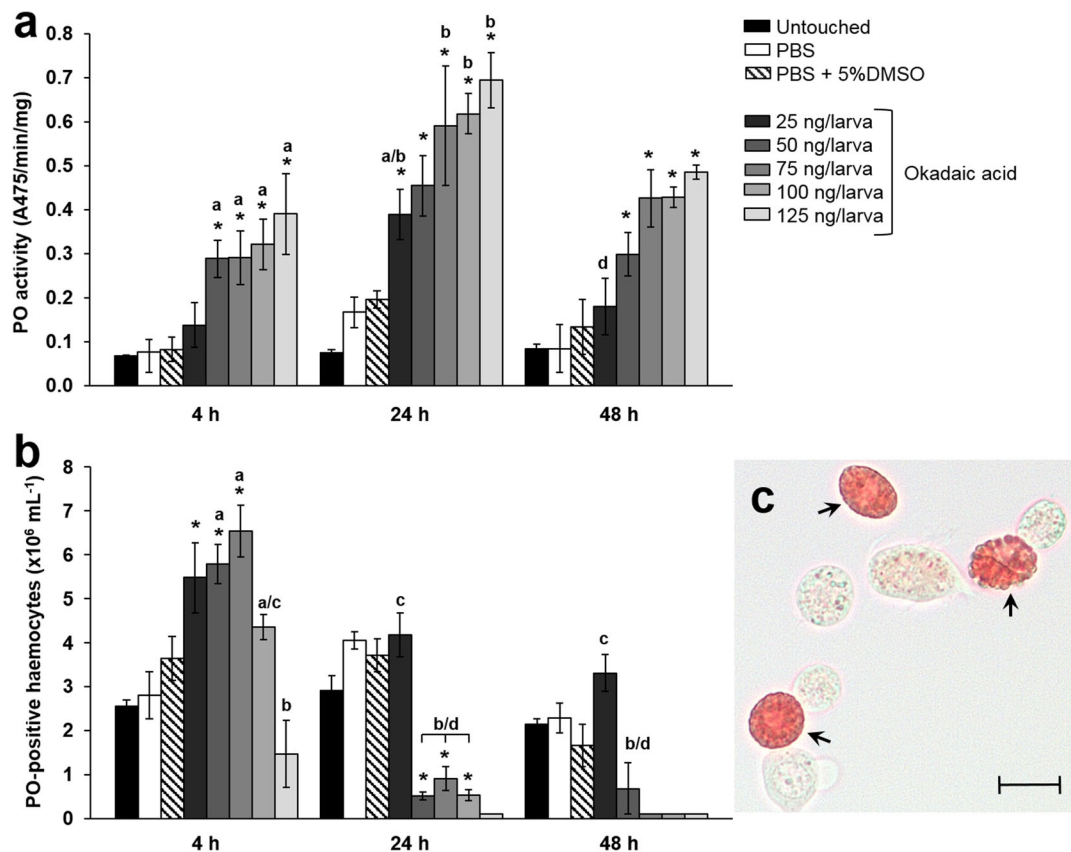 a
PO activity (A475/min/mg)
0.8
0.7
0.6
0.5
0.4
0.3
0.2
0.1
0.0
a
*
a
*
a
*
a
*
a/b
*
*
b
*
b
*
b
*
d
*
*
*
*
4 h
24 h
48 h
Untouched
PBS
PBS + 5%DMSO
25 ng/larva
50 ng/larva
75 ng/larva
100 ng/larva
125 ng/larva
Okadaic acid
b
PO-positive haemocytes (x10⁶ mL⁻¹)
8
7
6
5
4
3
2
1
0
*
a
*
a
*
a/c
b
c
b/d
*
*
*
c
b/d
4 h
24 h
48 h
c